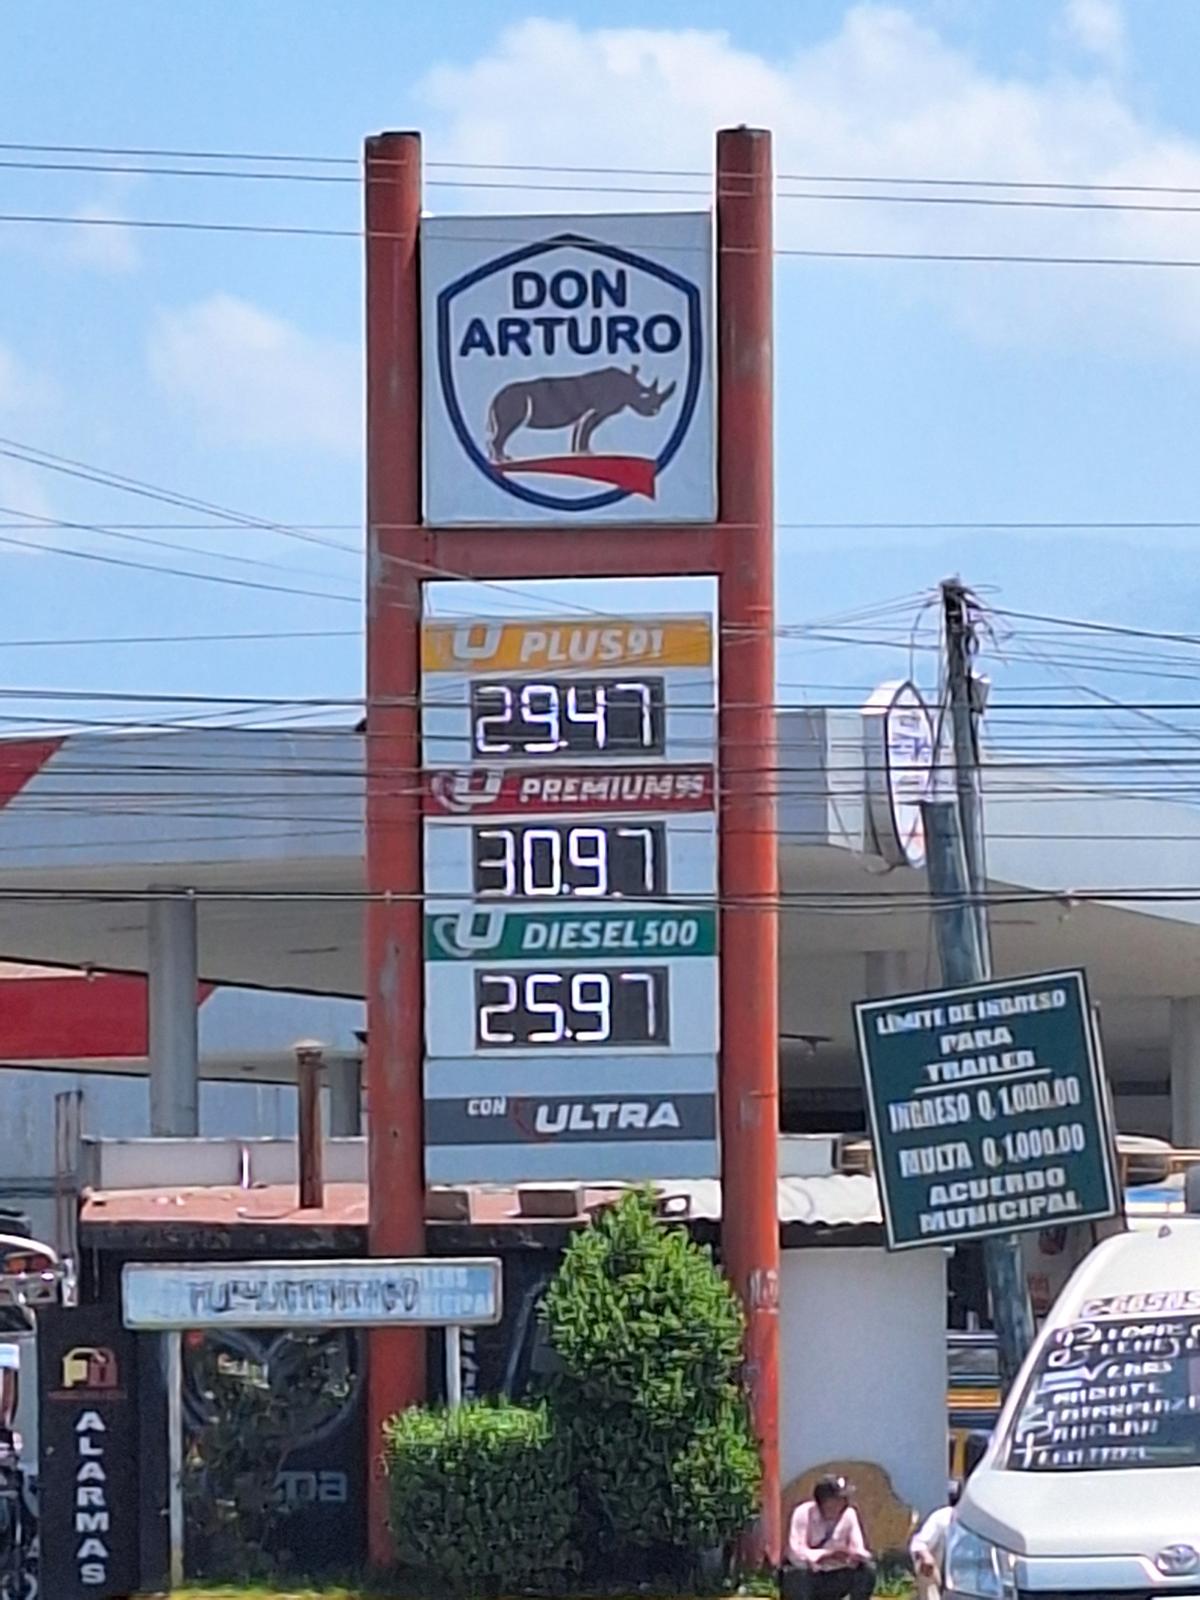 DON
ARTURO
U PLUS91
29.47
U PREMIUM95
30.97
U DIESEL500
25.97
CON ULTRA
LIMITE DE INGRESO
PARA
TRAILER
INGRESO Q.1,000.00
MULTA Q.1,000.00
ACUERDO
MUNICIPAL
ALARMAS